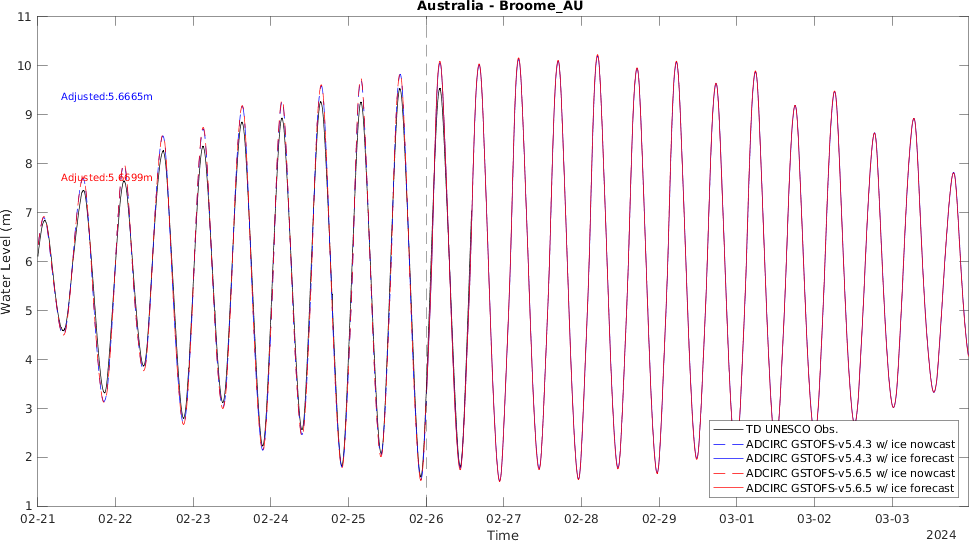 Australia - Broome_AU
11
10
9
8
7
6
5
4
3
2
1
Water Level (m)
Adjusted:5.6665m
Adjusted:5.6699m
TD UNESCO Obs.
ADCIRC GSTOFS-v5.4.3 w/ ice nowcast
ADCIRC GSTOFS-v5.4.3 w/ ice forecast
ADCIRC GSTOFS-v5.6.5 w/ ice nowcast
ADCIRC GSTOFS-v5.6.5 w/ ice forecast
02-21 02-22 02-23 02-24 02-25 02-26 02-27 02-28 02-29 03-01 03-02 03-03
Time
2024